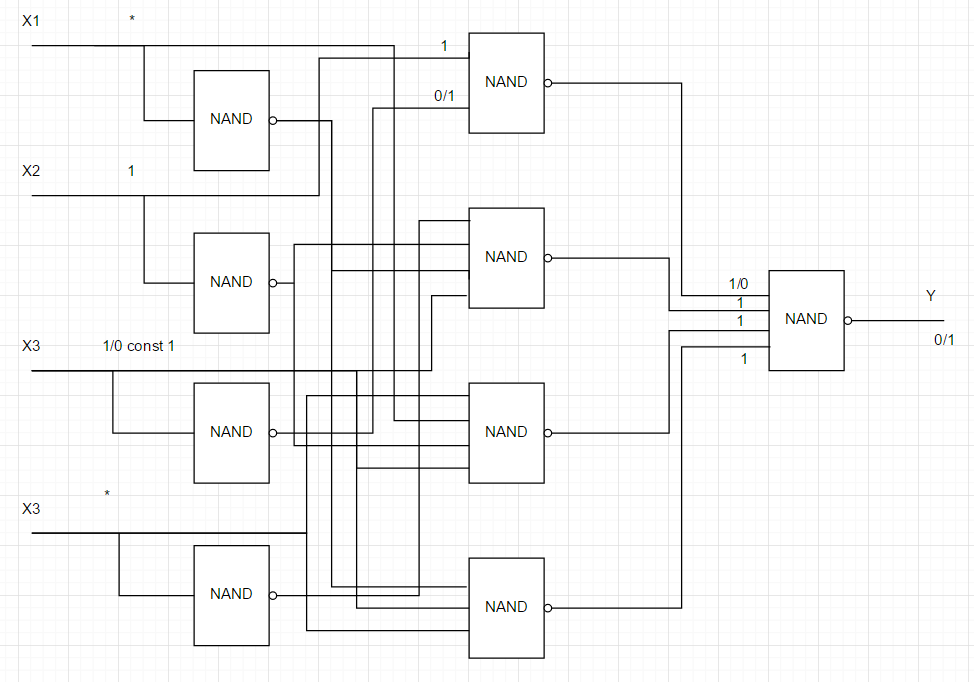 X1 *
1
NAND
0/1
NAND
X2 1
NAND
NAND
1/0
Y
1
NAND
1
0/1
X3 1/0 const 1
1
NAND
NAND
*
X3
NAND
NAND